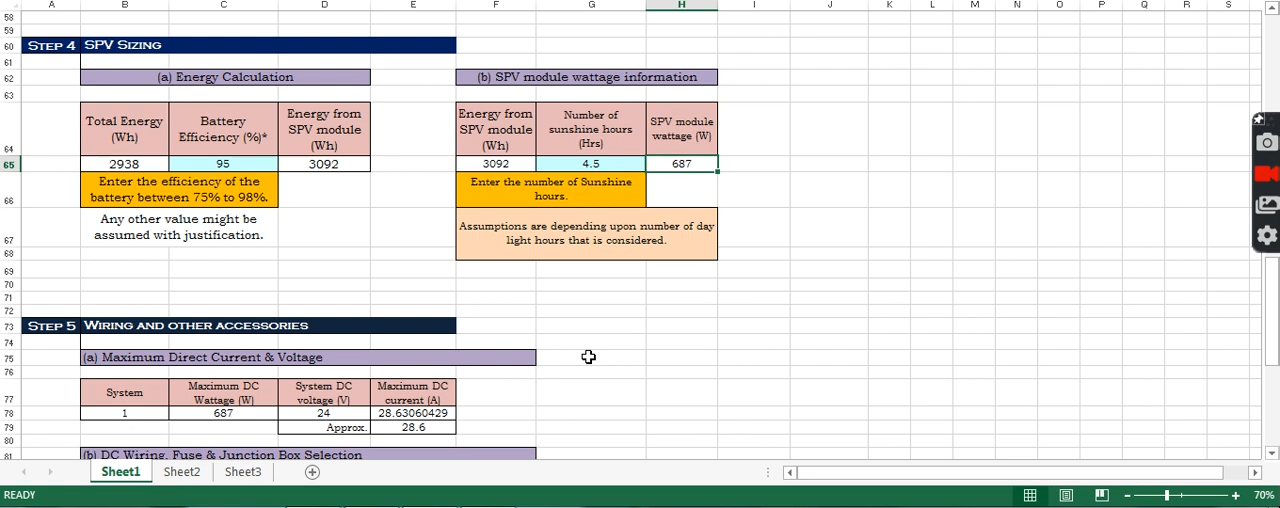 A B C D E F G H I J K L M N O P Q R S
58
59
60 STEP 4 SPV SIZING
61
62 (a) Energy Calculation (b) SPV module wattage information
63
64 Total Energy (Wh) Battery Efficiency (%)* Energy from SPV module (Wh) Energy from SPV module (Wh) Number of sunshine hours (Hrs) SPV module wattage (W)
65 2938 95 3092 3092 4.5 687
66 Enter the efficiency of the battery between 75% to 98%. Enter the number of Sunshine hours.
67 Any other value might be assumed with justification. Assumptions are depending upon number of day light hours that is considered.
68
69
70
71
72
73 STEP 5 WIRING AND OTHER ACCESSORIES
74
75 (a) Maximum Direct Current & Voltage
76
77 System Maximum DC Wattage (W) System DC voltage (V) Maximum DC current (A)
78 1 687 24 28.63060429
79 Approx. 28.6
80
81 (b) DC Wiring, Fuse & Junction Box Selection
Sheet1 Sheet2 Sheet3
READY 70%